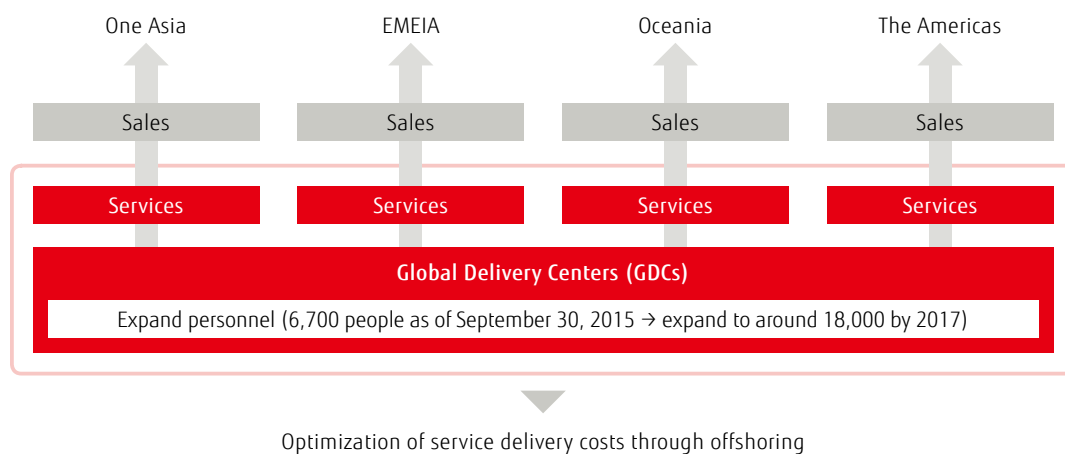 One Asia
EMEIA
Oceania
The Americas
Sales
Sales
Sales
Sales
Services
Services
Services
Services
Global Delivery Centers (GDCs)
Expand personnel (6,700 people as of September 30, 2015 → expand to around 18,000 by 2017)
Optimization of service delivery costs through offshoring